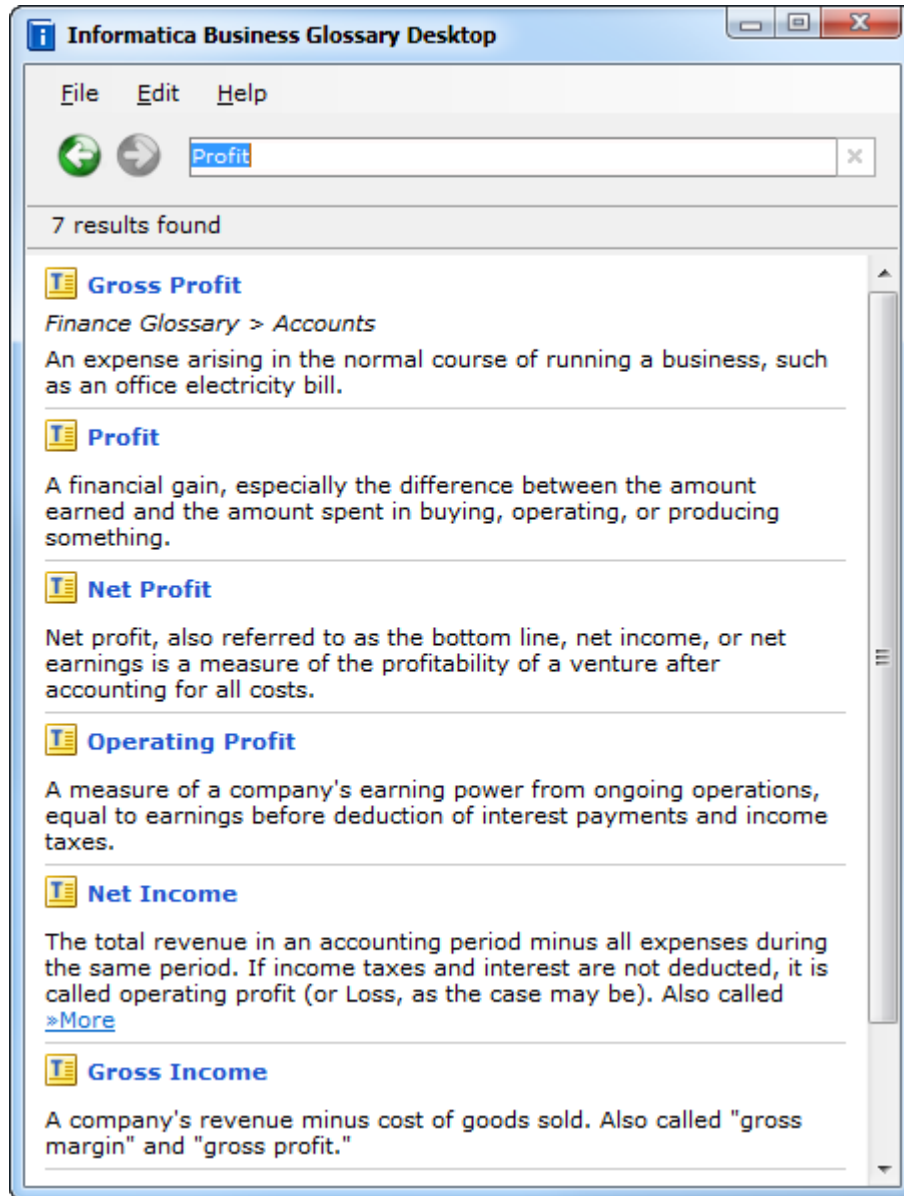 Informatica Business Glossary Desktop
File Edit Help
Profit
7 results found
Gross Profit
Finance Glossary > Accounts
An expense arising in the normal course of running a business, such
as an office electricity bill.
Profit
A financial gain, especially the difference between the amount
earned and the amount spent in buying, operating, or producing
something.
Net Profit
Net profit, also referred to as the bottom line, net income, or net
earnings is a measure of the profitability of a venture after
accounting for all costs.
Operating Profit
A measure of a company's earning power from ongoing operations,
equal to earnings before deduction of interest payments and income
taxes.
Net Income
The total revenue in an accounting period minus all expenses during
the same period. If income taxes and interest are not deducted, it is
called operating profit (or Loss, as the case may be). Also called
»More
Gross Income
A company's revenue minus cost of goods sold. Also called "gross
margin" and "gross profit."